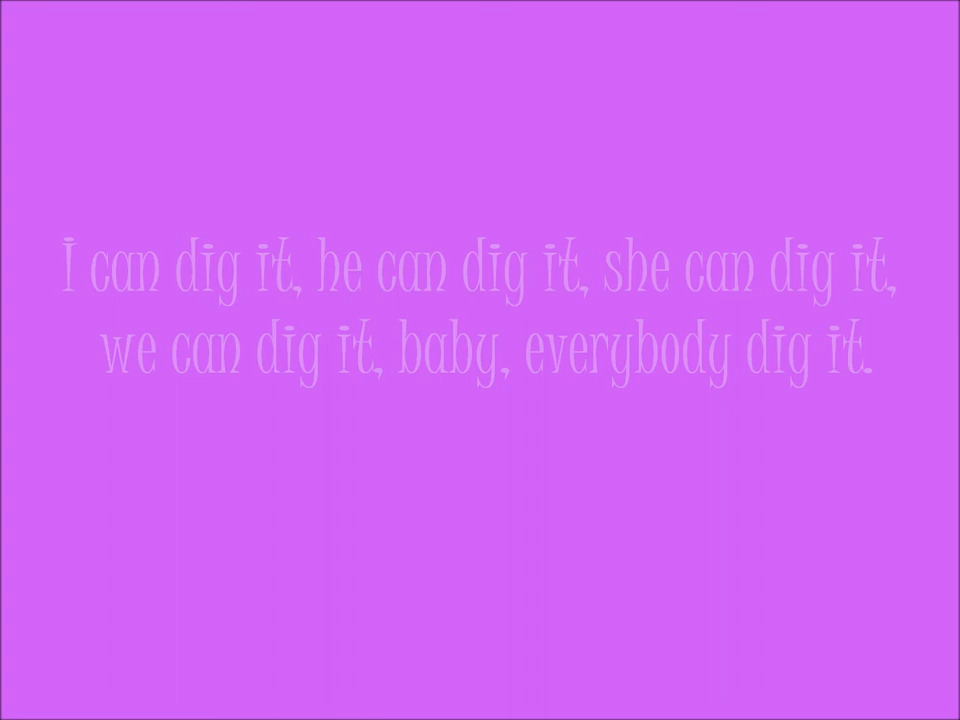 I can dig it, he can dig it, she can dig it,
we can dig it, baby, everybody dig it.